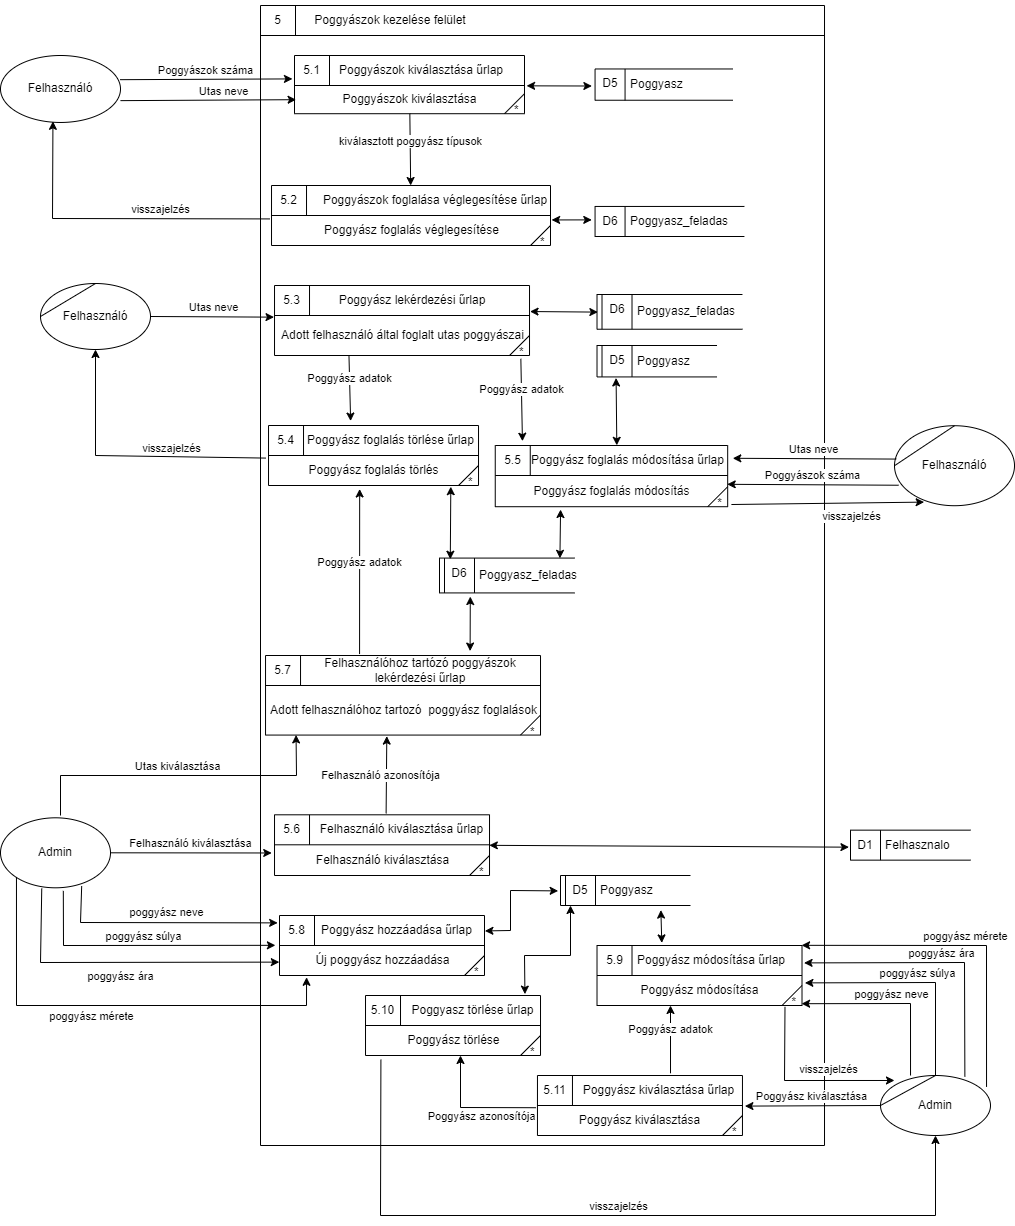 5 Poggyászok kezelése felület
Felhasználó
Poggyászok száma
Utas neve
5.1 Poggyászok kiválasztása űrlap
Poggyászok kiválasztása
*
D5 Poggyasz
kiválasztott poggyász típusok
5.2 Poggyászok foglalása véglegesítése űrlap
Poggyász foglalás véglegesítése
*
D6 Poggyasz_feladas
visszajelzés
Felhasználó
Utas neve
5.3 Poggyász lekérdezési űrlap
Adott felhasználó által foglalt utas poggyászai
*
D6 Poggyasz_feladas
D5 Poggyasz
Poggyász adatok
Poggyász adatok
visszajelzés
5.4 Poggyász foglalás törlése űrlap
Poggyász foglalás törlés
*
5.5 Poggyász foglalás módosítása űrlap
Poggyász foglalás módosítás
*
Utas neve
Poggyászok száma
visszajelzés
Felhasználó
Poggyász adatok
D6 Poggyasz_feladas
5.7 Felhasználóhoz tartózó poggyászok
lekérdezési űrlap
Adott felhasználóhoz tartozó poggyász foglalások
*
Utas kiválasztása
Felhasználó azonosítója
Admin
Felhasználó kiválasztása
5.6 Felhasználó kiválasztása űrlap
Felhasználó kiválasztása
*
D1 Felhasznalo
D5 Poggyasz
poggyász neve
poggyász súlya
poggyász ára
poggyász mérete
5.8 Poggyász hozzáadása űrlap
Új poggyász hozzáadása
*
5.9 Poggyász módosítása űrlap
Poggyász módosítása
*
poggyász mérete
poggyász ára
poggyász súlya
poggyász neve
5.10 Poggyasz törlése űrlap
Poggyász törlése
*
Poggyász adatok
visszajelzés
5.11 Poggyász kiválasztása űrlap
Poggyász kiválasztása
*
Poggyász kiválasztása
Poggyász azonosítója
Admin
visszajelzés